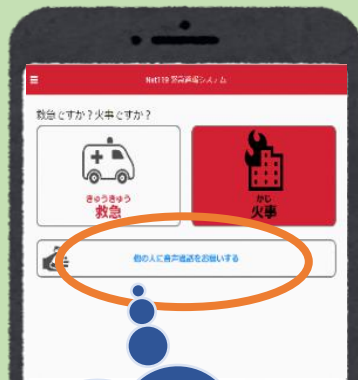 Net119 緊急通報システム
救急ですか？火事ですか？
きゅうきゅう
救急
かじ
火事
他の人に音声通話をお願いする